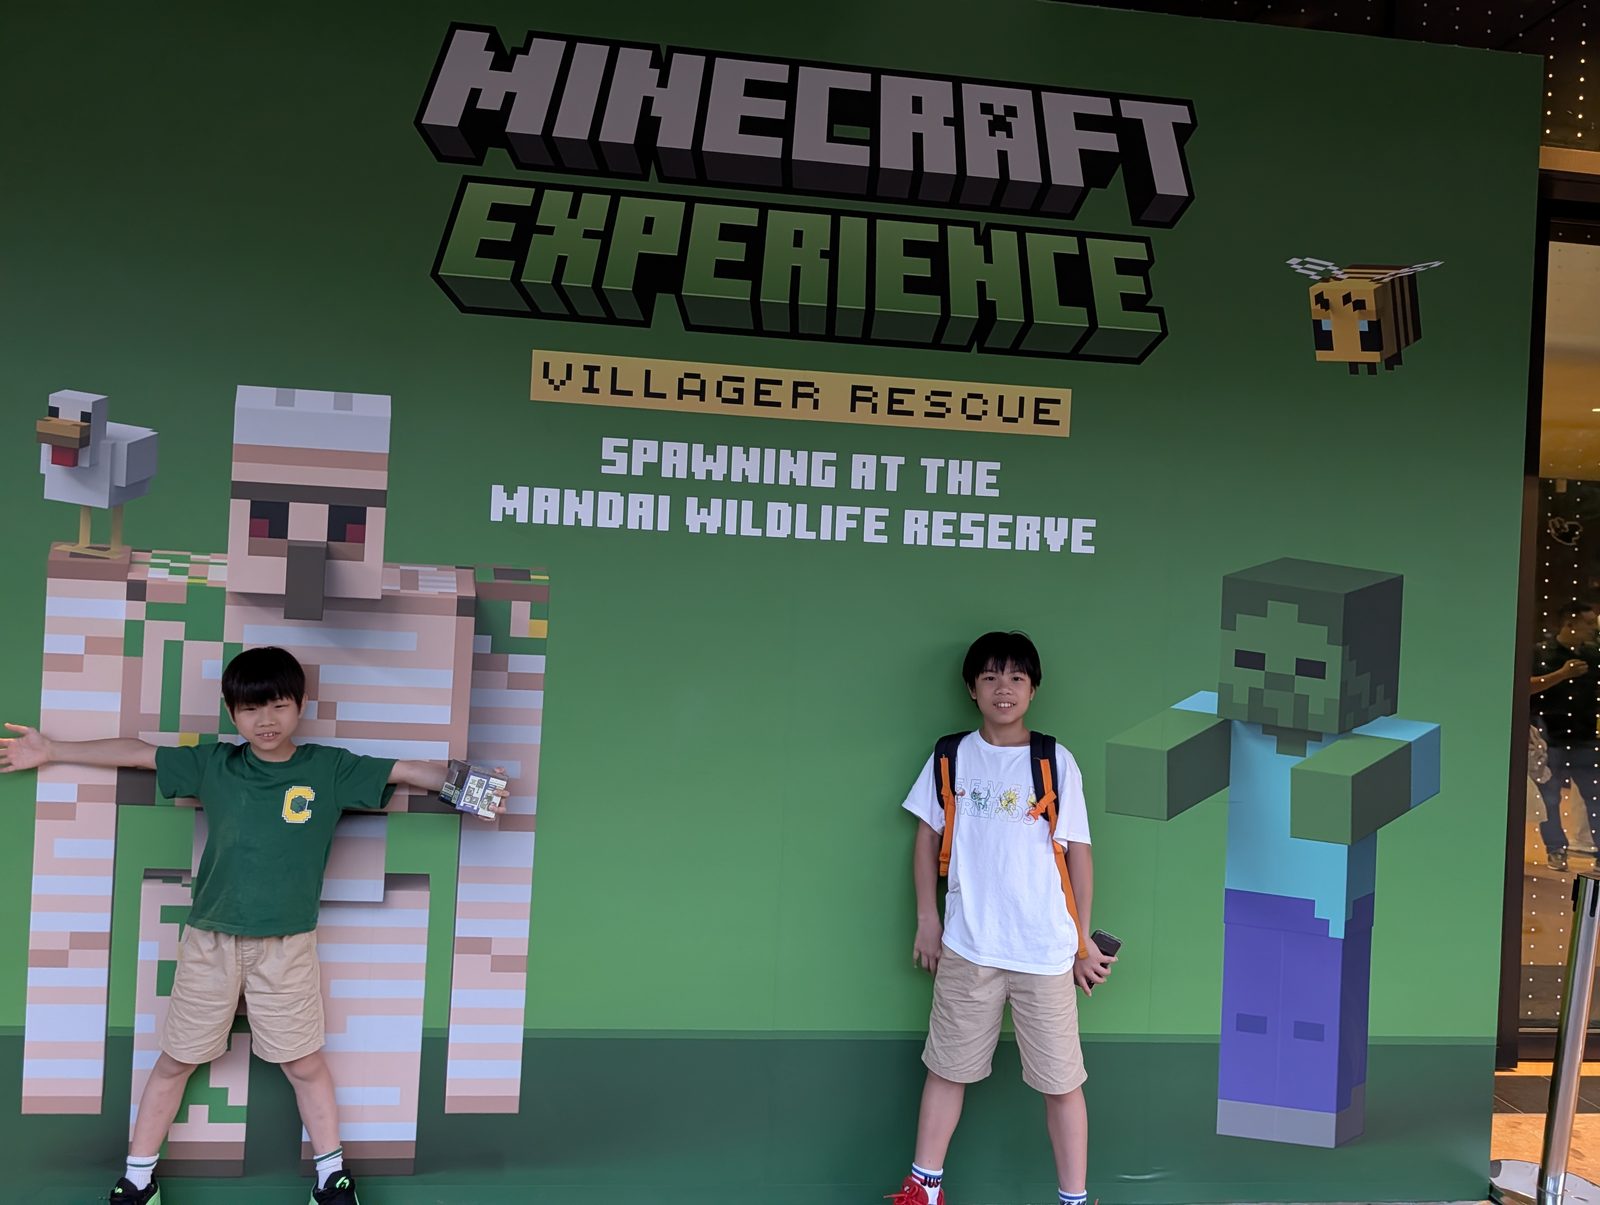 MINECRAFT
EXPERIENCE
VILLAGER RESCUE
SPAWNING AT THE
MANDAI WILDLIFE RESERVE
C